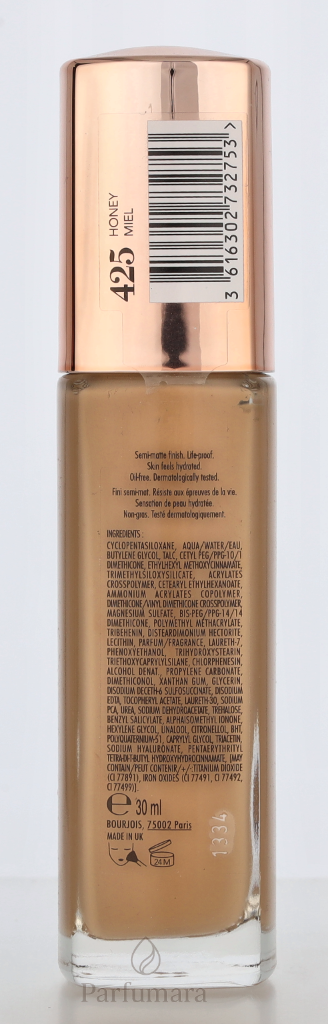 425 HONEY
MIEL
3 616302 732753 >
Semi-matte finish. Life-proof.
Skin feels hydrated.
Oil-free. Dermatologically tested.
Fini semi-mat. Résiste aux épreuves de la vie.
Sensation de peau hydratée.
Non-gras. Testé dermatologiquement.
INGREDIENTS :
CYCLOPENTASILOXANE, AQUA/WATER/EAU,
BUTYLENE GLYCOL, TALC, CETYL PEG/PPG-10/1
DIMETHICONE, ETHYLHEXYL METHOXYCINNAMATE,
TRIMETHYLSILOXYSILICATE, ACRYLATES
CROSSPOLYMER, CETEARYL ETHYLHEXANOATE,
AMMONIUM ACRYLATES COPOLYMER,
DIMETHICONE/VINYL DIMETHICONE CROSSPOLYMER,
MAGNESIUM SULFATE, BIS-PEG/PPG-14/14
DIMETHICONE, POLYMETHYL METHACRYLATE,
TRIBEHENIN, DISTEARDIMONIUM HECTORITE,
LECITHIN, PARFUM/FRAGRANCE, LAURETH-7,
PHENOXYETHANOL, TRIHYDROXYSTEARIN,
TRIETHOXYCAPRYLYLSILANE, CHLORPHENESIN,
ALCOHOL DENAT., PROPYLENE CARBONATE,
DIMETHICONOL, XANTHAN GUM, GLYCERIN,
DISODIUM DECETH-6 SULFOSUCCINATE, DISODIUM
EDTA, TOCOPHERYL ACETATE, LAURETH-30, SODIUM
PCA, UREA, SODIUM DEHYDROACETATE, TREHALOSE,
BENZYL SALICYLATE, ALPHA-ISOMETHYL IONONE,
HEXYLENE GLYCOL, LINALOOL, CITRONELLOL, BHT,
POLYQUATERNIUM-51, CAPRYLYL GLYCOL, TRIACETIN,
SODIUM HYALURONATE, PENTAERYTHRITYL
TETRA-DI-T-BUTYL HYDROXYHYDROCINNAMATE, [MAY
CONTAIN/PEUT CONTENIR/+/-:TITANIUM DIOXIDE
(CI 77891), IRON OXIDES (CI 77491, CI 77492,
CI 77499)].
℮ 30 ml
BOURJOIS, 75002 Paris
MADE IN UK
24 M
1334
Parfumara